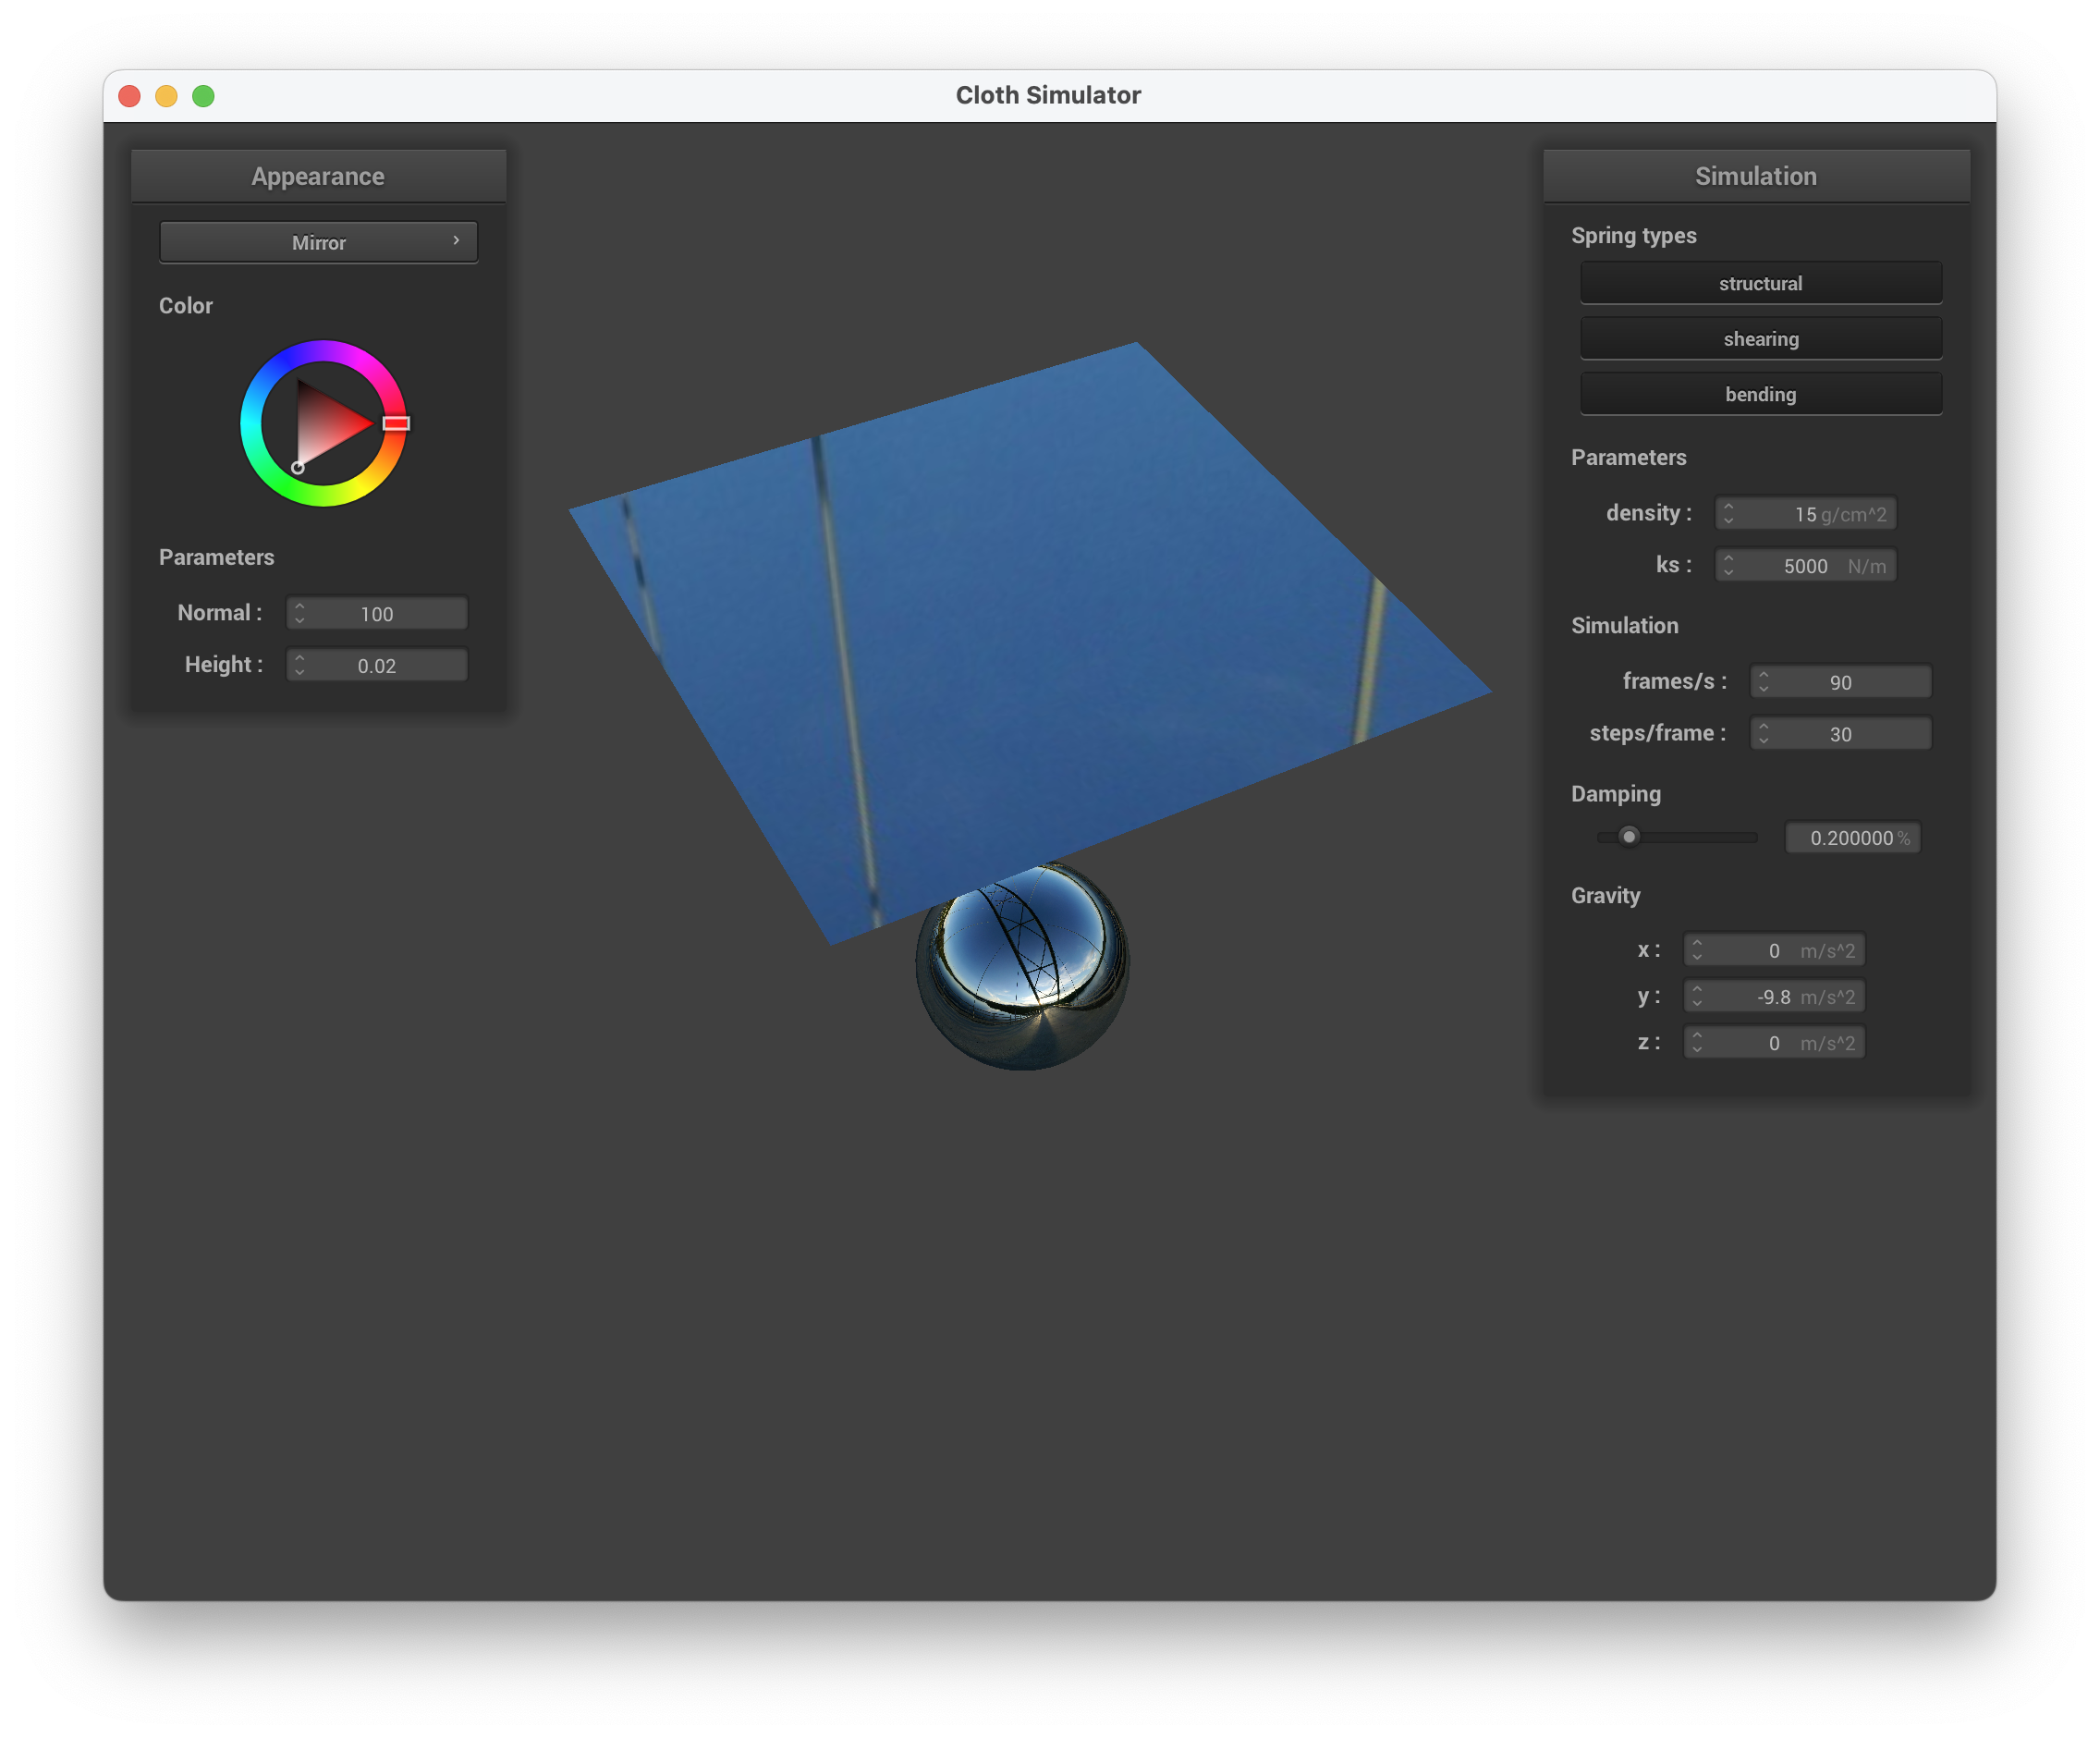 Cloth Simulator
Appearance
Mirror
Color
Parameters
Normal : 100
Height : 0.02
Simulation
Spring types
structural
shearing
bending
Parameters
density : 15 g/cm^2
ks : 5000 N/m
Simulation
frames/s : 90
steps/frame : 30
Damping
0.200000 %
Gravity
x : 0 m/s^2
y : -9.8 m/s^2
z : 0 m/s^2